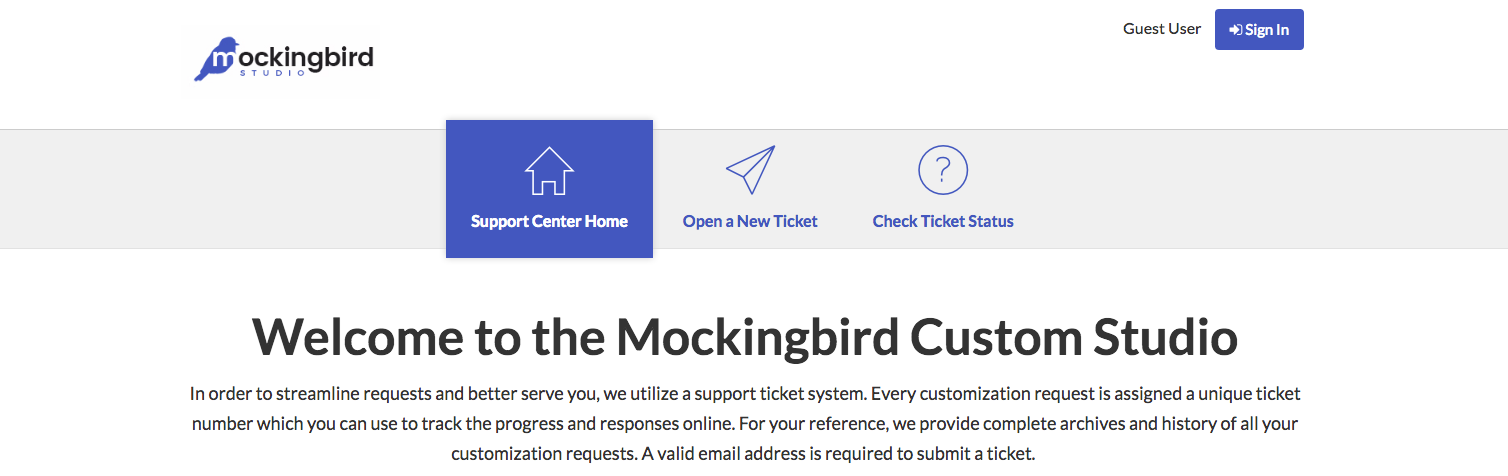 Guest User
Sign In
mockingbird
STUDIO
Support Center Home
Open a New Ticket
Check Ticket Status
Welcome to the Mockingbird Custom Studio
In order to streamline requests and better serve you, we utilize a support ticket system. Every customization request is assigned a unique ticket
number which you can use to track the progress and responses online. For your reference, we provide complete archives and history of all your
customization requests. A valid email address is required to submit a ticket.